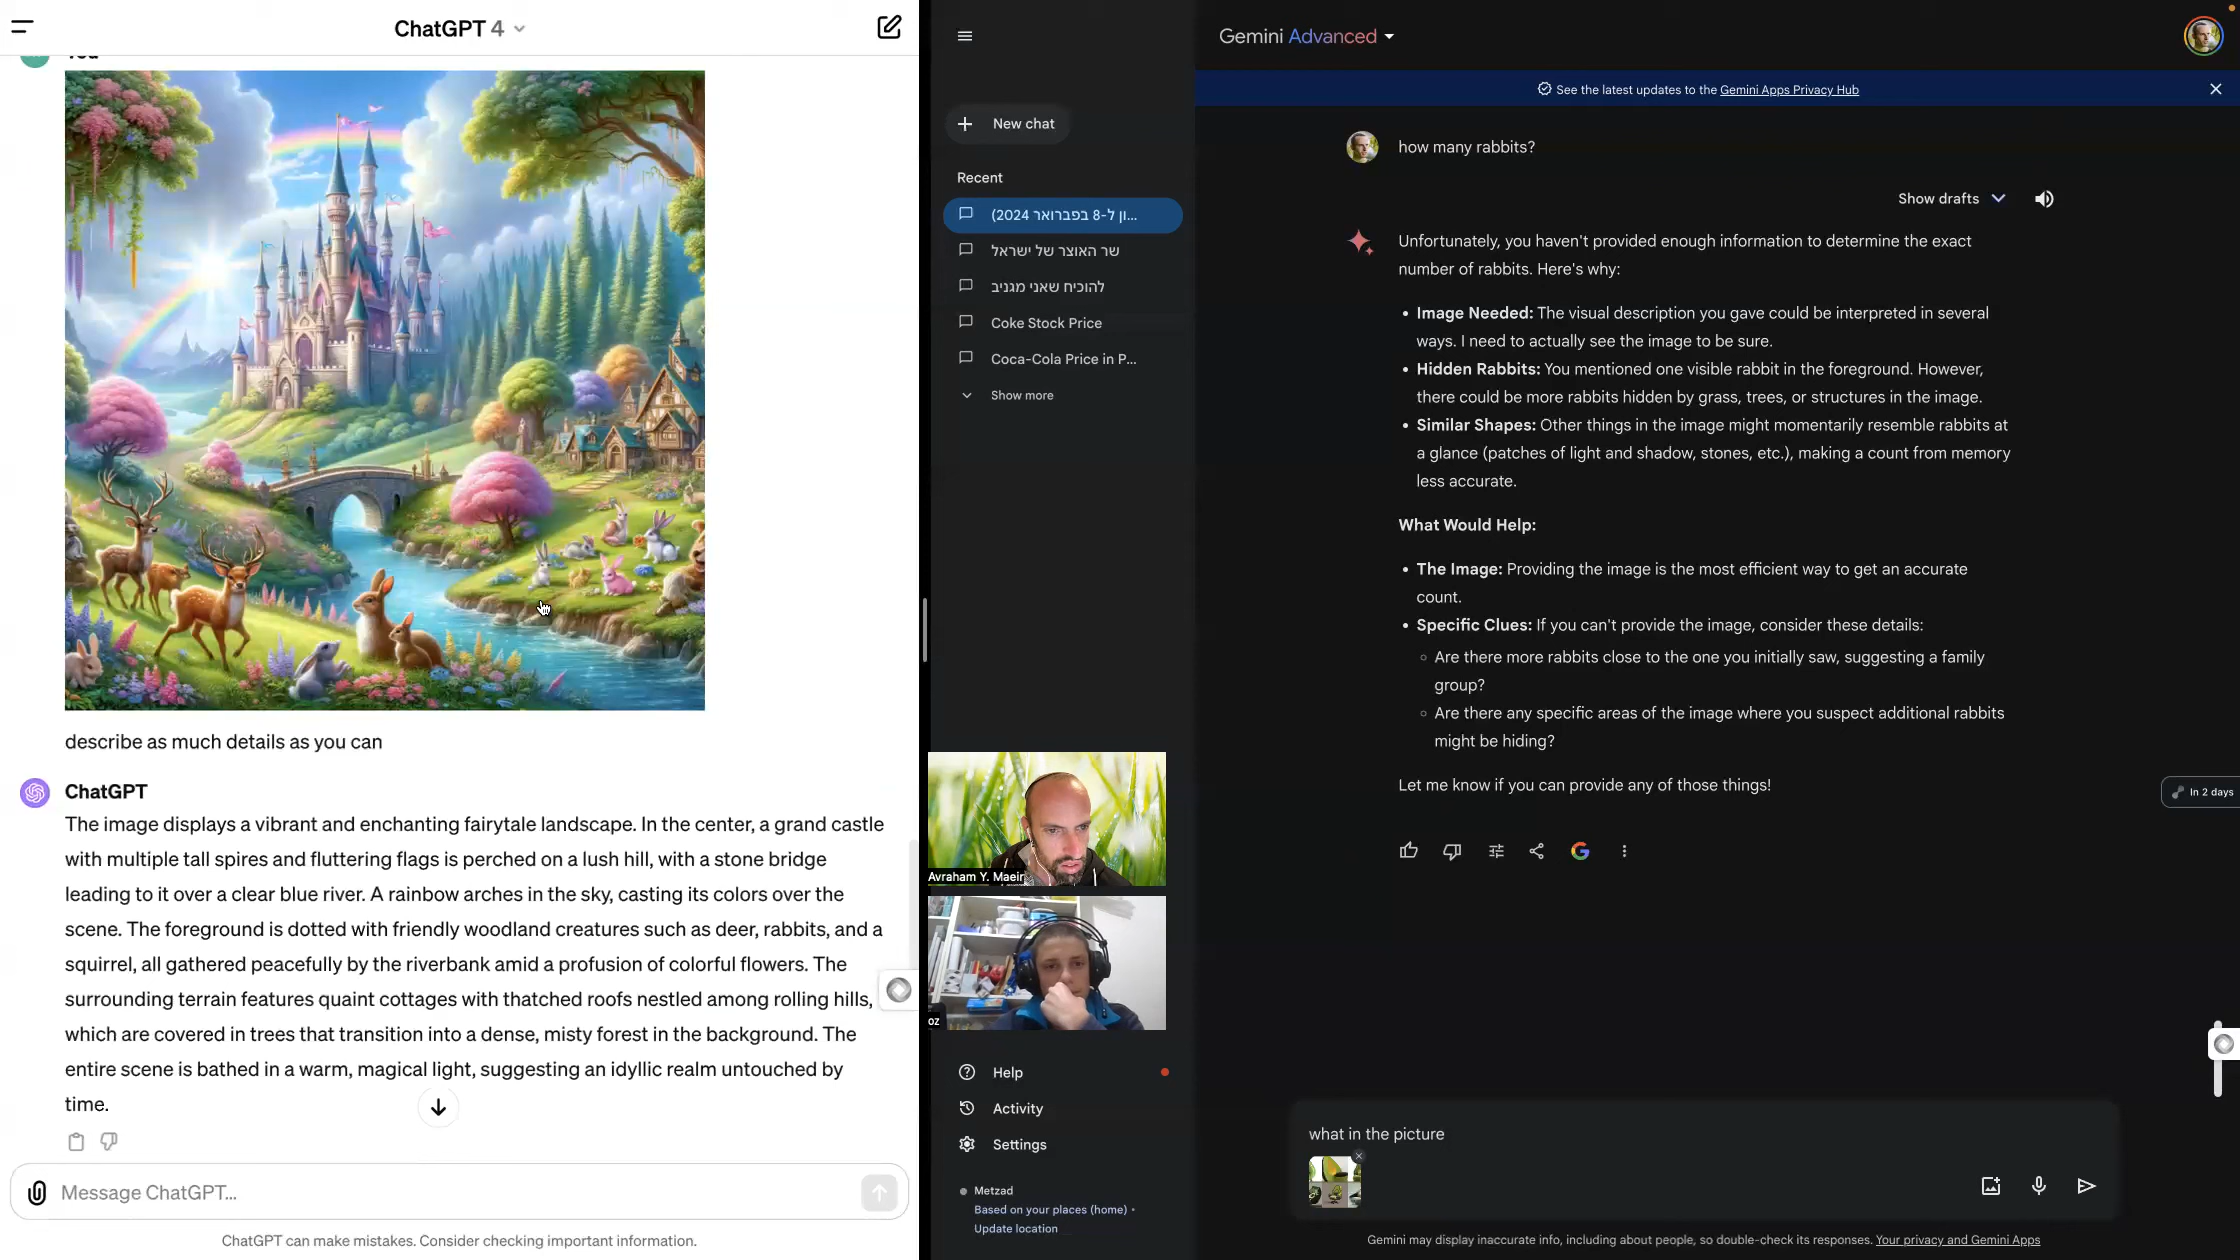 ChatGPT 4
You
describe as much details as you can
ChatGPT
The image displays a vibrant and enchanting fairytale landscape. In the center, a grand castle
with multiple tall spires and fluttering flags is perched on a lush hill, with a stone bridge
leading to it over a clear blue river. A rainbow arches in the sky, casting its colors over the
scene. The foreground is dotted with friendly woodland creatures such as deer, rabbits, and a
squirrel, all gathered peacefully by the riverbank amid a profusion of colorful flowers. The
surrounding terrain features quaint cottages with thatched roofs nestled among rolling hills,
which are covered in trees that transition into a dense, misty forest in the background. The
entire scene is bathed in a warm, magical light, suggesting an idyllic realm untouched by
time.
Message ChatGPT...
ChatGPT can make mistakes. Consider checking important information.
New chat
Recent
...ון ל-8 בפברואר 2024)
שר האוצר של ישראל
להוכיח שאני מגניב
Coke Stock Price
Coca-Cola Price in P...
Show more
Avraham Y. Maein
oz
Help
Activity
Settings
Metzad
Based on your places (home) •
Update location
Gemini Advanced
See the latest updates to the Gemini Apps Privacy Hub
how many rabbits?
Show drafts
Unfortunately, you haven't provided enough information to determine the exact
number of rabbits. Here's why:
• Image Needed: The visual description you gave could be interpreted in several
ways. I need to actually see the image to be sure.
• Hidden Rabbits: You mentioned one visible rabbit in the foreground. However,
there could be more rabbits hidden by grass, trees, or structures in the image.
• Similar Shapes: Other things in the image might momentarily resemble rabbits at
a glance (patches of light and shadow, stones, etc.), making a count from memory
less accurate.
What Would Help:
• The Image: Providing the image is the most efficient way to get an accurate
count.
• Specific Clues: If you can't provide the image, consider these details:
○ Are there more rabbits close to the one you initially saw, suggesting a family
group?
○ Are there any specific areas of the image where you suspect additional rabbits
might be hiding?
Let me know if you can provide any of those things!
In 2 days
what in the picture
Gemini may display inaccurate info, including about people, so double-check its responses. Your privacy and Gemini Apps